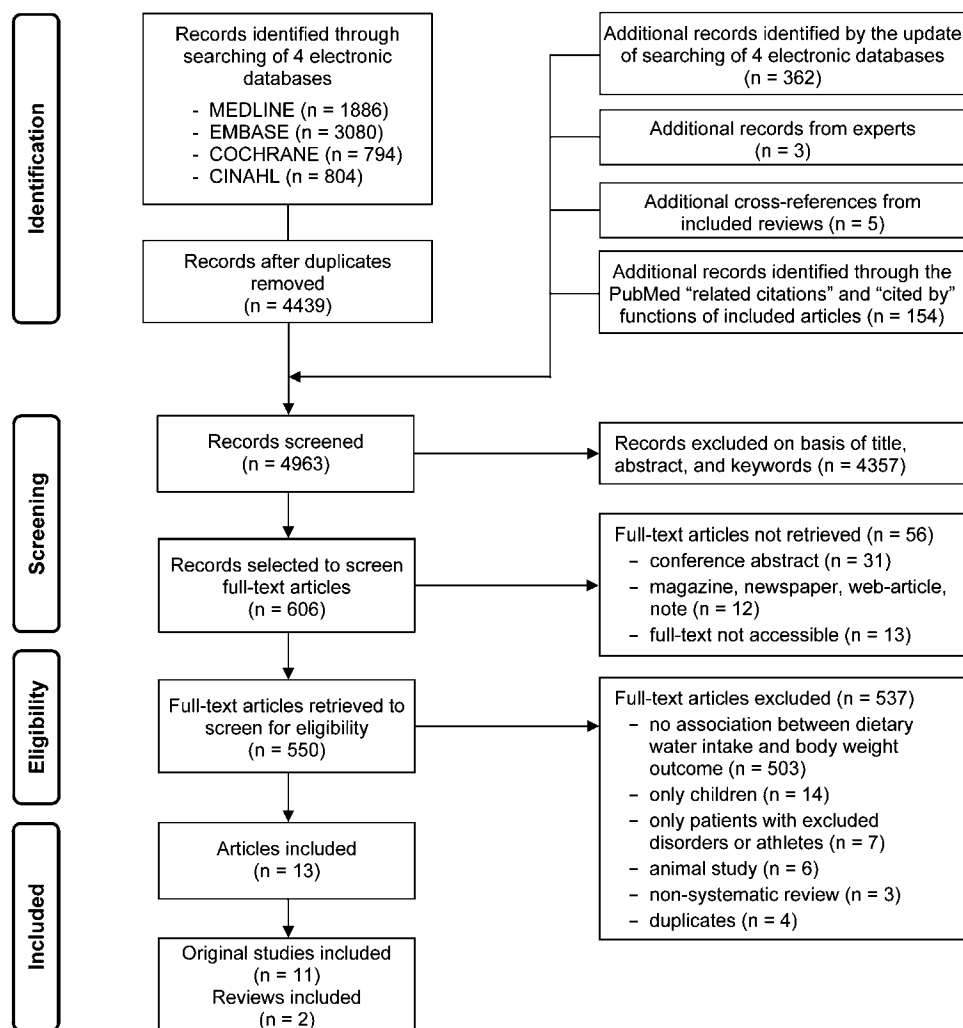 Identification
Records identified through
searching of 4 electronic
databases
- MEDLINE (n = 1886)
- EMBASE (n = 3080)
- COCHRANE (n = 794)
- CINAHL (n = 804)
Additional records identified by the update
of searching of 4 electronic databases
(n = 362)
Additional records from experts
(n = 3)
Additional cross-references from
included reviews (n = 5)
Records after duplicates
removed
(n = 4439)
Additional records identified through the
PubMed “related citations” and “cited by”
functions of included articles (n = 154)
Screening
Records screened
(n = 4963)
Records excluded on basis of title,
abstract, and keywords (n = 4357)
Records selected to screen
full-text articles
(n = 606)
Full-text articles not retrieved (n = 56)
– conference abstract (n = 31)
– magazine, newspaper, web-article,
note (n = 12)
– full-text not accessible (n = 13)
Eligibility
Full-text articles retrieved to
screen for eligibility
(n = 550)
Full-text articles excluded (n = 537)
– no association between dietary
water intake and body weight
outcome (n = 503)
– only children (n = 14)
– only patients with excluded
disorders or athletes (n = 7)
– animal study (n = 6)
– non-systematic review (n = 3)
– duplicates (n = 4)
Included
Articles included
(n = 13)
Original studies included
(n = 11)
Reviews included
(n = 2)